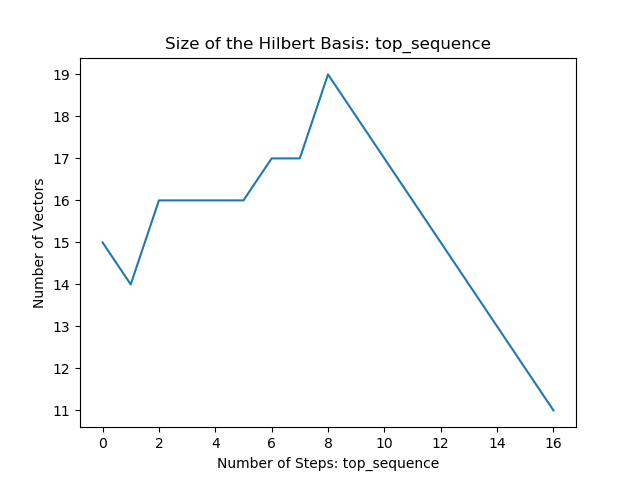 Size of the Hilbert Basis: top_sequence
19
18
17
16
15
14
13
12
11
Number of Vectors
0 2 4 6 8 10 12 14 16
Number of Steps: top_sequence